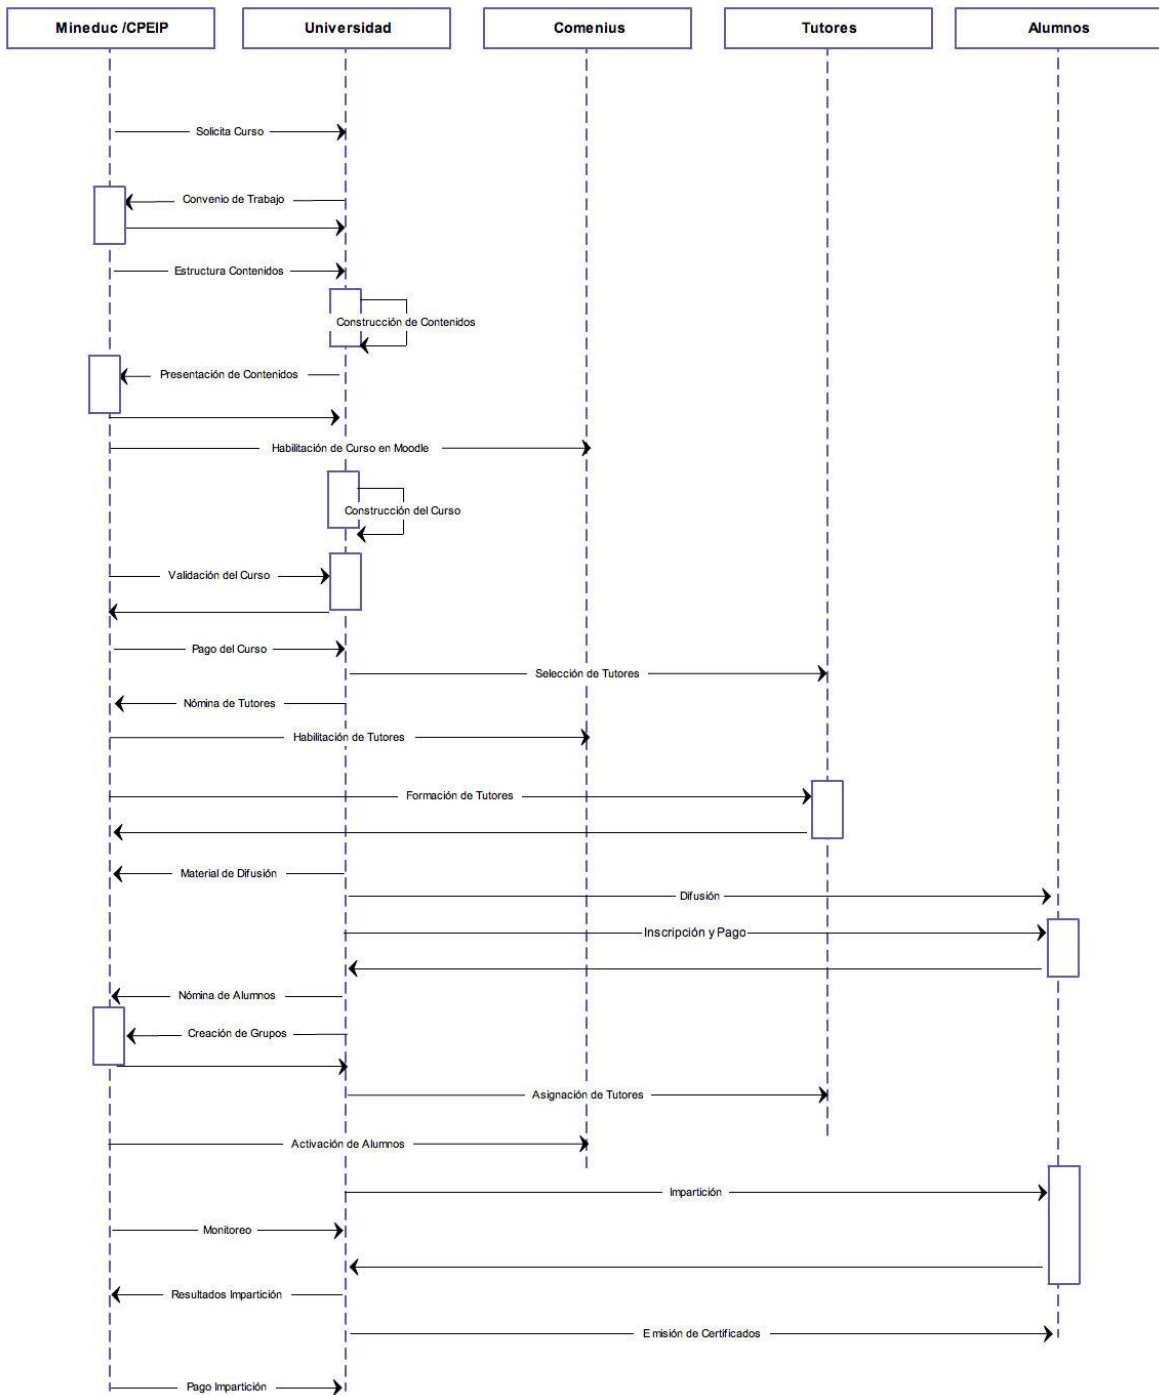 Mineduc /CPEIP
Universidad
Comenius
Tutores
Alumnos
Solicita Curso
Convenio de Trabajo
Estructura Contenidos
Construcción de Contenidos
Presentación de Contenidos
Habilitación de Curso en Moodle
Construcción del Curso
Validación del Curso
Pago del Curso
Selección de Tutores
Nómina de Tutores
Habilitación de Tutores
Formación de Tutores
Material de Difusión
Difusión
Inscripción y Pago
Nómina de Alumnos
Creación de Grupos
Asignación de Tutores
Activación de Alumnos
Impartición
Monitoreo
Resultados Impartición
Emisión de Certificados
Pago Impartición